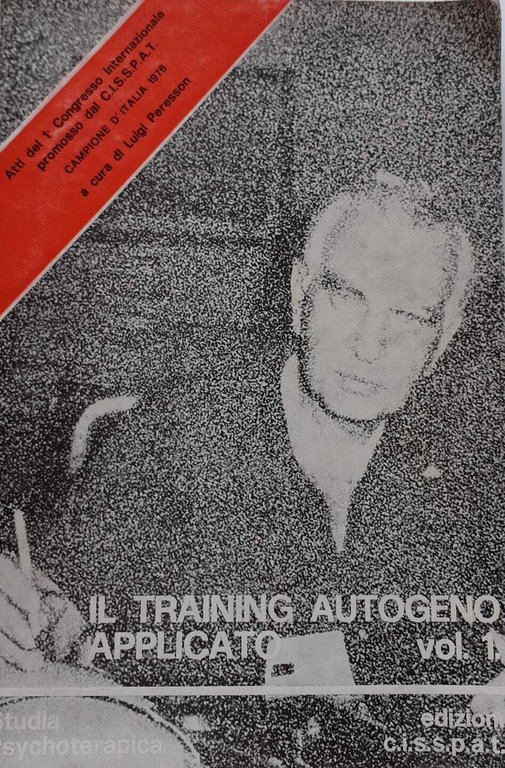 Atti del 1° Congresso Internazionale
promosso dal C.I.S.S.P.A.T.
CAMPIONE D'ITALIA 1976
a cura di Luigi Peresson
IL TRAINING AUTOGENO
APPLICATO vol. 1.
Studia edizioni
Psychoterapica c.i.s.s.p.a.t.